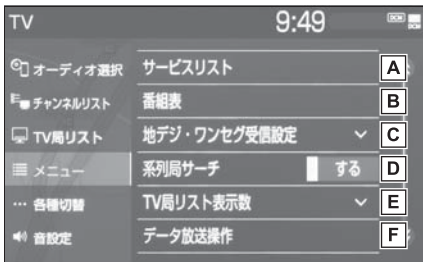 TV
9:49
DCM
オーディオ選択
チャンネルリスト
TV局リスト
メニュー
各種切替
音設定
サービスリスト
A
番組表
B
地デジ・ワンセグ受信設定
C
系列局サーチ
する
D
TV局リスト表示数
E
データ放送操作
F